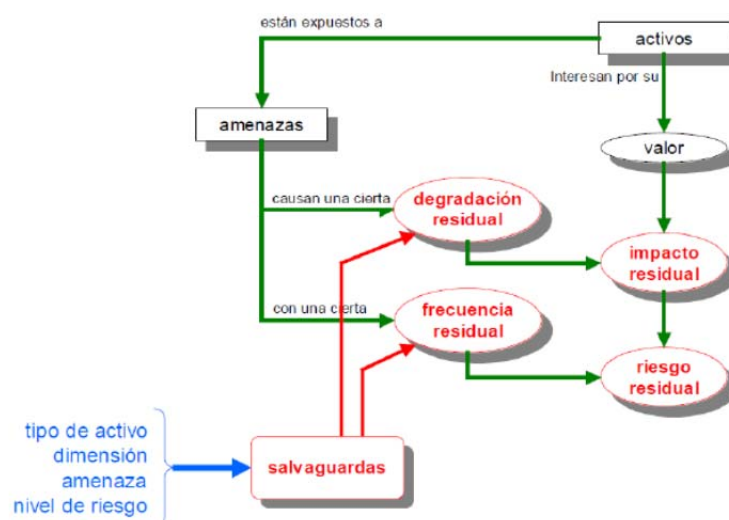 están expuestos a
activos
Interesan por su
amenazas
valor
causan una cierta
degradación
residual
impacto
residual
con una cierta
frecuencia
residual
riesgo
residual
tipo de activo
dimensión
amenaza
nivel de riesgo
salvaguardas